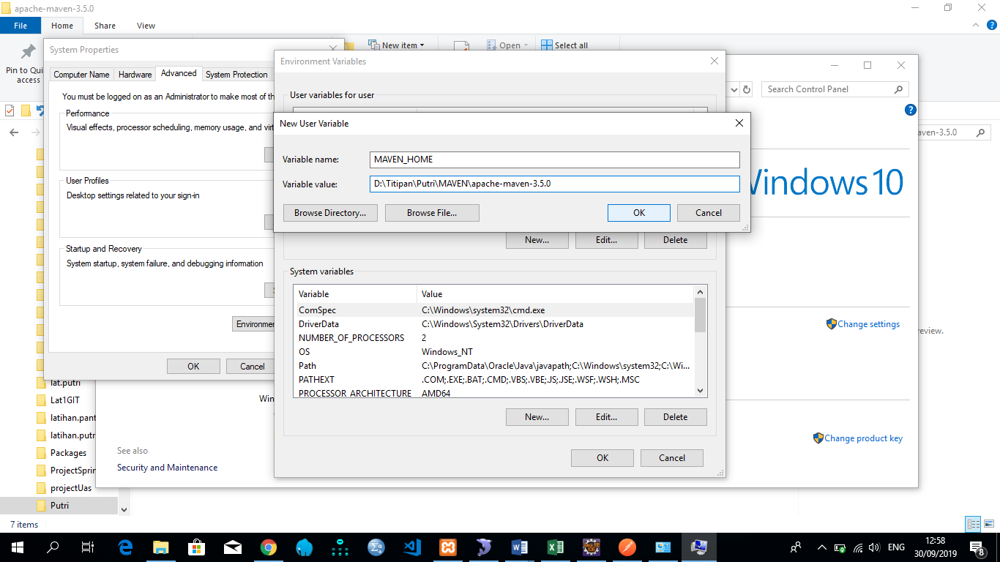 apache-maven-3.5.0
File Home Share View
New item
Open
Select all
Pin to Qui
access
System Properties
Computer Name Hardware Advanced System Protection
You must be logged on as an Administrator to make most of th
Performance
Visual effects, processor scheduling, memory usage, and virt
User Profiles
Desktop settings related to your sign-in
Startup and Recovery
System startup, system failure, and debugging information
Environmen
OK Cancel
Environment Variables
User variables for user
New User Variable
Variable name: MAVEN_HOME
Variable value: D:\Titipan\Putri\MAVEN\apache-maven-3.5.0
Browse Directory... Browse File... OK Cancel
New... Edit... Delete
System variables
Variable Value
ComSpec C:\Windows\system32\cmd.exe
DriverData C:\Windows\System32\Drivers\DriverData
NUMBER_OF_PROCESSORS 2
OS Windows_NT
Path C:\ProgramData\Oracle\Java\javapath;C:\Windows\system32;C:\Wi...
PATHEXT .COM;.EXE;.BAT;.CMD;.VBS;.VBE;.JS;.JSE;.WSF;.WSH;.MSC
PROCESSOR_ARCHITECTURE AMD64
New... Edit... Delete
OK Cancel
Search Control Panel
aven-3.5.0
Windows 10
Change settings
review.
Change product key
Win
See also
Security and Maintenance
lat.putri
Lat1GIT
latihan.pant
latihan.putr
Packages
ProjectSprin
projectUas
Putri
7 items
ENG
12:58
30/09/2019
8